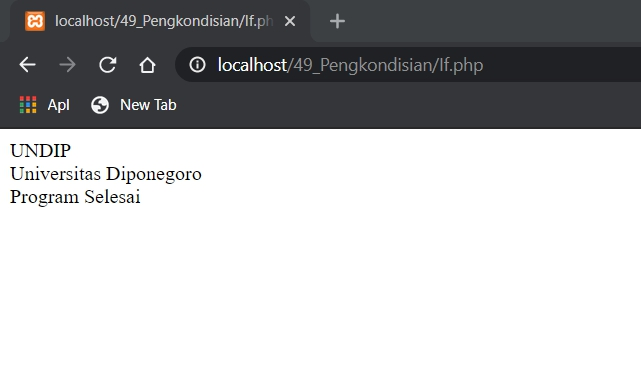 localhost/49_Pengkondisian/If.ph
localhost/49_Pengkondisian/If.php
Apl
New Tab
UNDIP
Universitas Diponegoro
Program Selesai